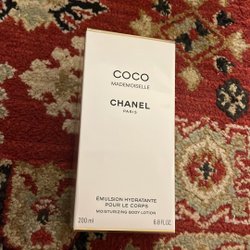 COCO
MADEMOISELLE
CHANEL
PARIS
ÉMULSION HYDRATANTE
POUR LE CORPS
MOISTURIZING BODY LOTION
200 ml 6.8 FL.OZ.